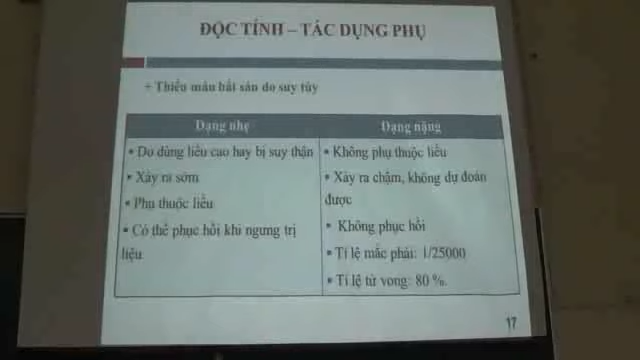 ĐỘC TÍNH – TÁC DỤNG PHỤ
+ Thiếu máu bất sản do suy tủy
Dạng nhẹ
Dạng nặng
▪ Do dùng liều cao hay bị suy thận
▪ Xảy ra sớm
▪ Phụ thuộc liều
▪ Có thể phục hồi khi ngưng trị
liệu
▪ Không phụ thuộc liều
▪ Xảy ra chậm, không dự đoán
được
▪ Không phục hồi
▪ Tỉ lệ mắc phải: 1/25000
▪ Tỉ lệ tử vong: 80 %.
17